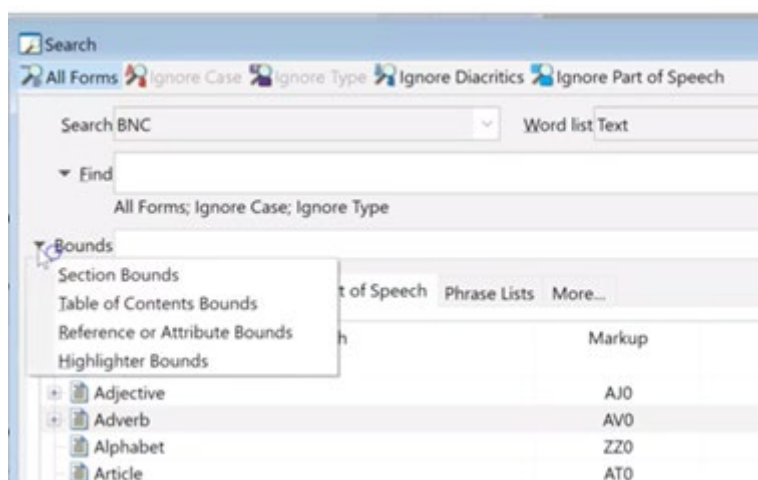 Search
All Forms Ignore Case Ignore Type Ignore Diacritics Ignore Part of Speech
Search BNC Word list Text
Find
All Forms; Ignore Case; Ignore Type
Bounds
Section Bounds
Table of Contents Bounds
Reference or Attribute Bounds
Highlighter Bounds
of Speech Phrase Lists More...
Markup
Adjective AJ0
Adverb AV0
Alphabet ZZ0
Article AT0